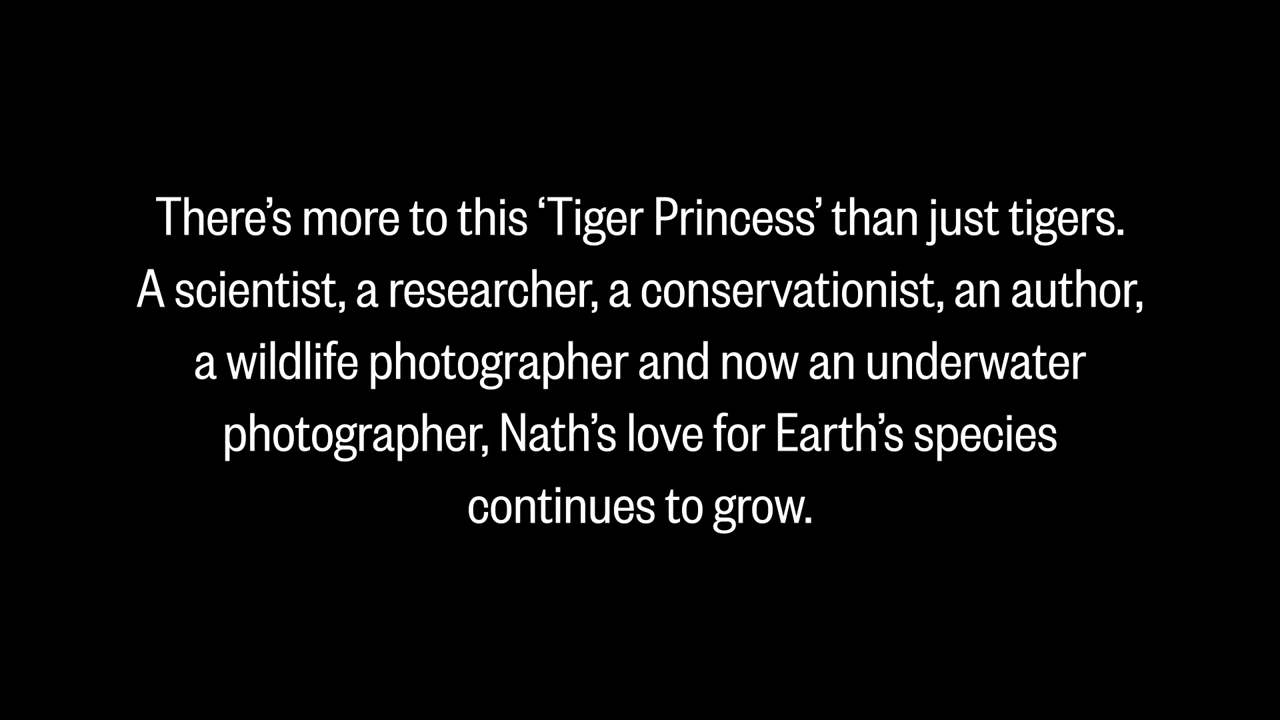 There’s more to this ‘Tiger Princess’ than just tigers.
A scientist, a researcher, a conservationist, an author,
a wildlife photographer and now an underwater
photographer, Nath’s love for Earth’s species
continues to grow.